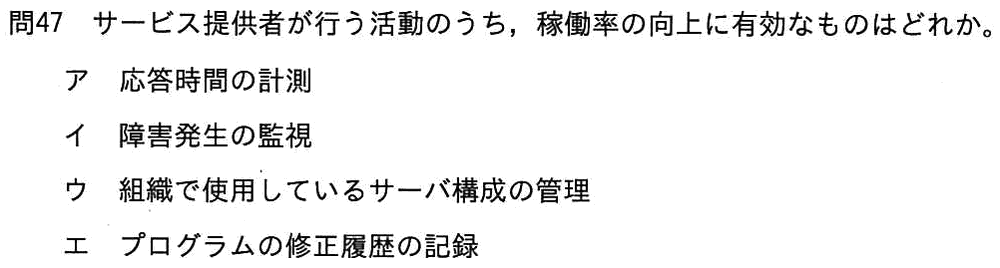 問47 サービス提供者が行う活動のうち，稼働率の向上に有効なものはどれか。
ア 応答時間の計測
イ 障害発生の監視
ウ 組織で使用しているサーバ構成の管理
エ プログラムの修正履歴の記録